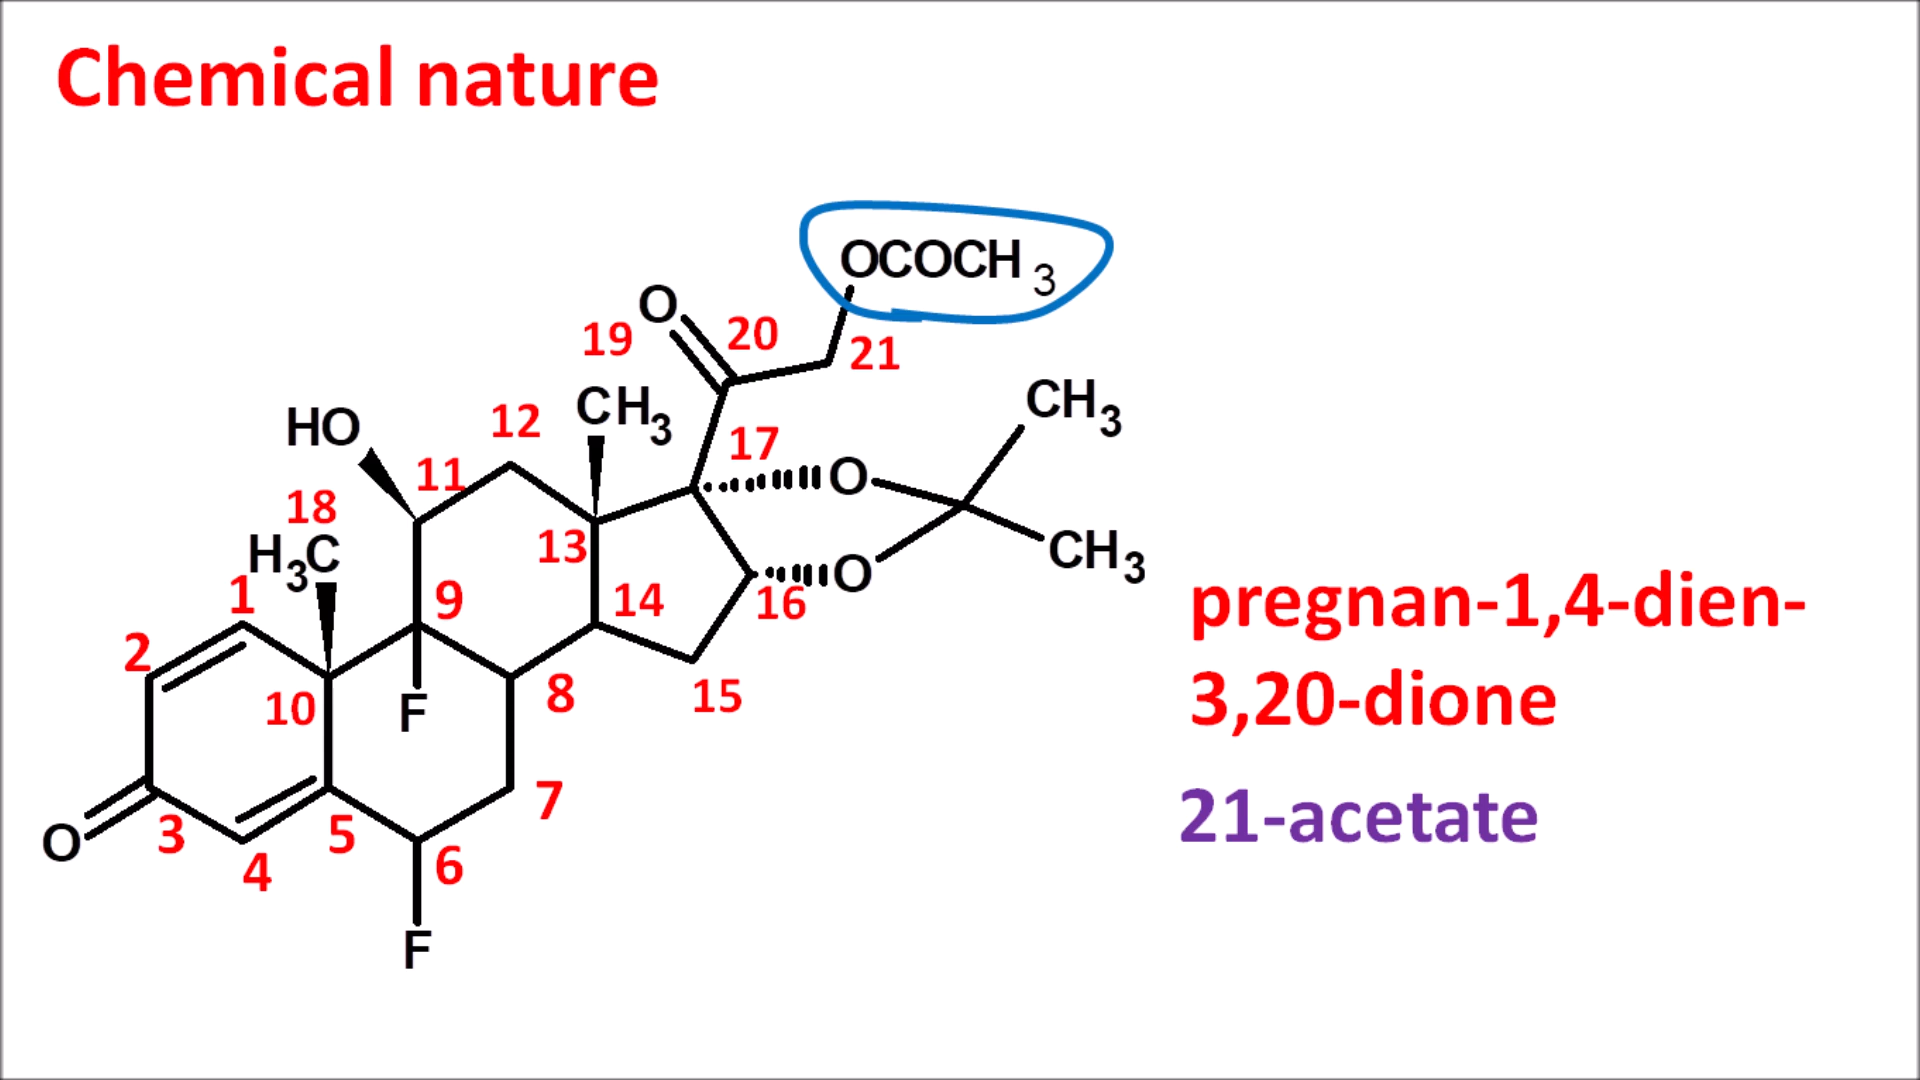 Chemical nature
OCOCH3
O
20
19
21
CH3
CH3
HO
12
17
11
O
18
13
H3C
CH3
O
1
9
14
16
2
pregnan-1,4-dien-
3,20-dione
10
F
8
15
7
21-acetate
O
3
5
4
6
F